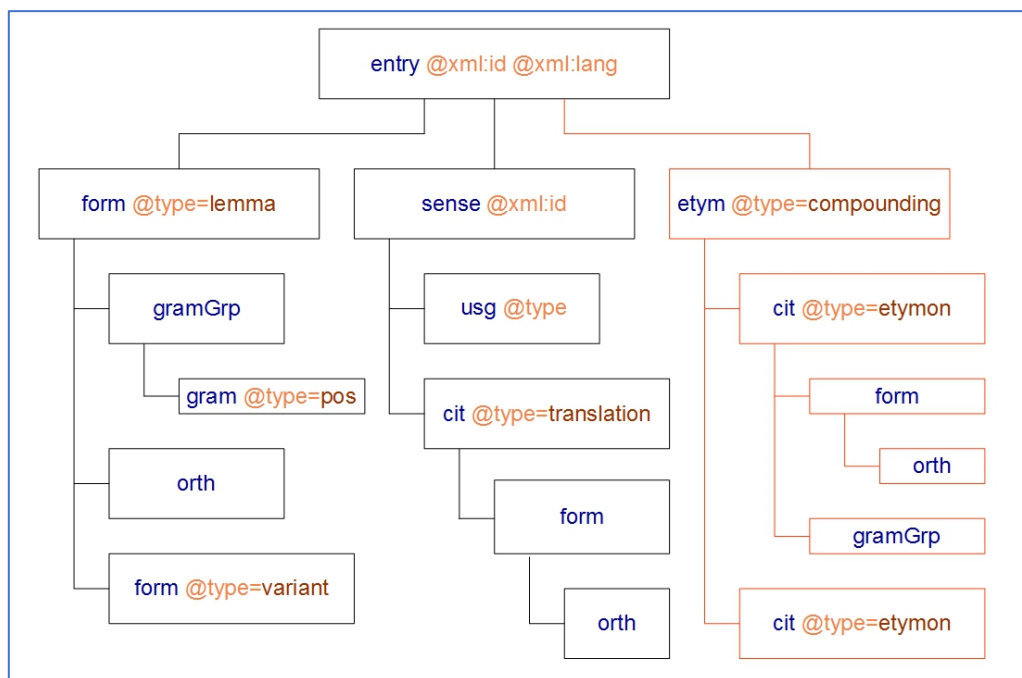 entry @xml:id @xml:lang
form @type=lemma
sense @xml:id
etym @type=compounding
gramGrp
usg @type
cit @type=etymon
gram @type=pos
cit @type=translation
form
orth
orth
form
gramGrp
form @type=variant
orth
cit @type=etymon